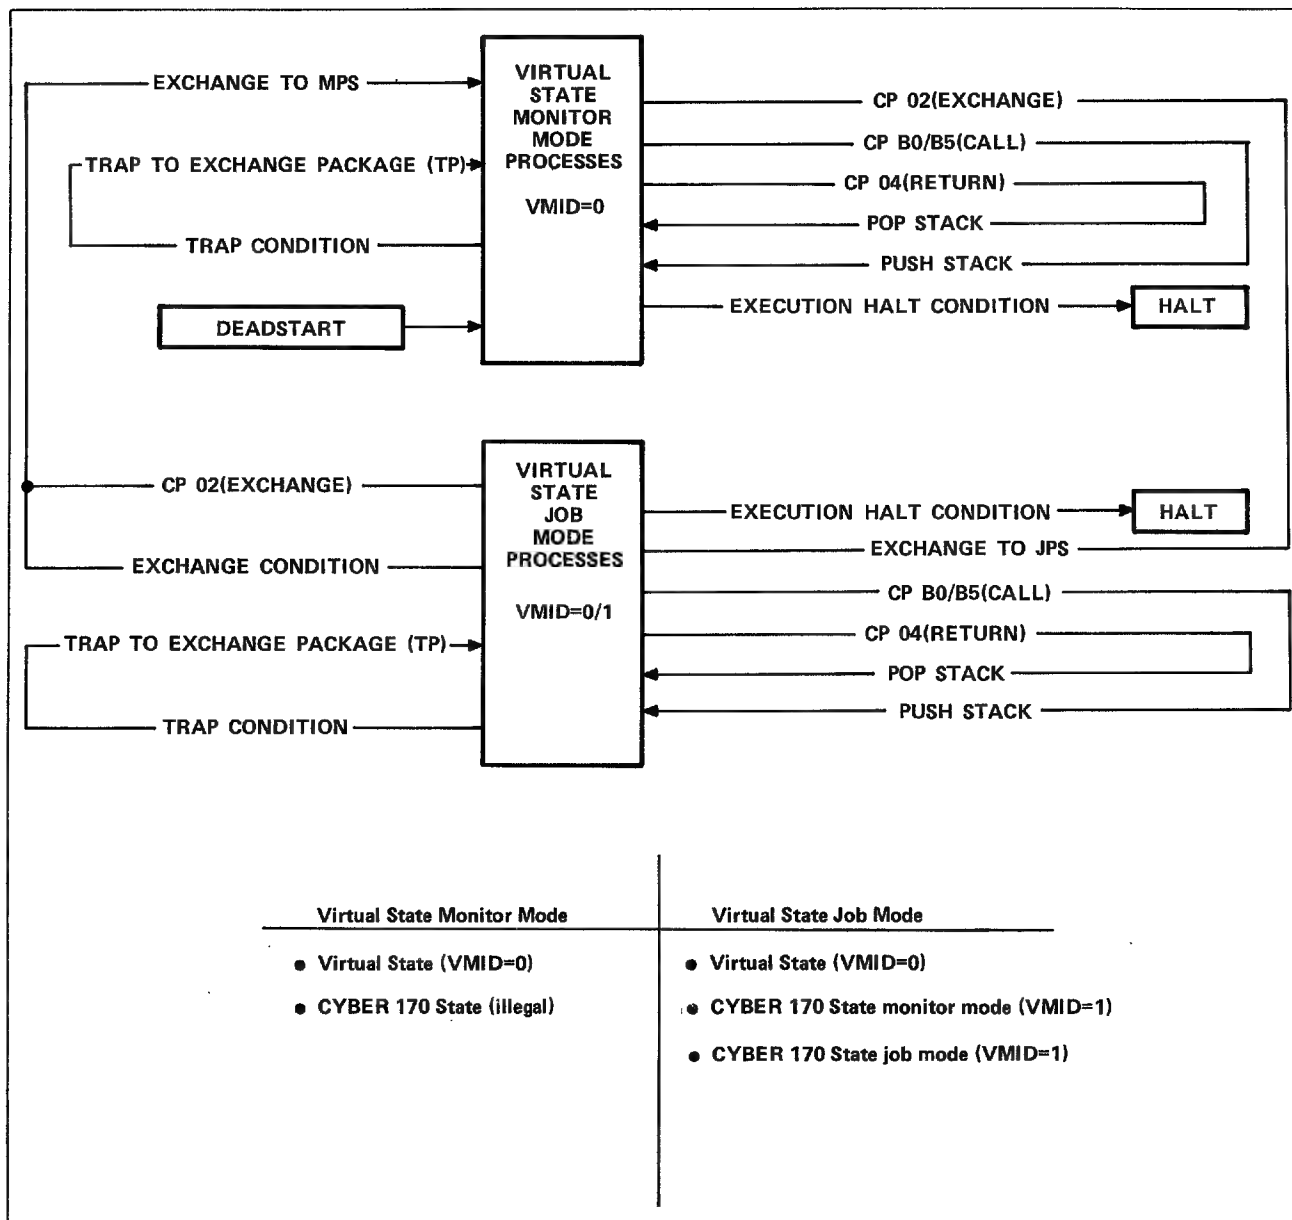 EXCHANGE TO MPS
TRAP TO EXCHANGE PACKAGE (TP)
TRAP CONDITION
DEADSTART
VIRTUAL
STATE
MONITOR
MODE
PROCESSES
VMID=0
CP 02(EXCHANGE)
CP B0/B5(CALL)
CP 04(RETURN)
POP STACK
PUSH STACK
EXECUTION HALT CONDITION
HALT
CP 02(EXCHANGE)
EXCHANGE CONDITION
TRAP TO EXCHANGE PACKAGE (TP)
TRAP CONDITION
VIRTUAL
STATE
JOB
MODE
PROCESSES
VMID=0/1
EXECUTION HALT CONDITION
HALT
EXCHANGE TO JPS
CP B0/B5(CALL)
CP 04(RETURN)
POP STACK
PUSH STACK
Virtual State Monitor Mode
● Virtual State (VMID=0)
● CYBER 170 State (illegal)
Virtual State Job Mode
● Virtual State (VMID=0)
● CYBER 170 State monitor mode (VMID=1)
● CYBER 170 State job mode (VMID=1)